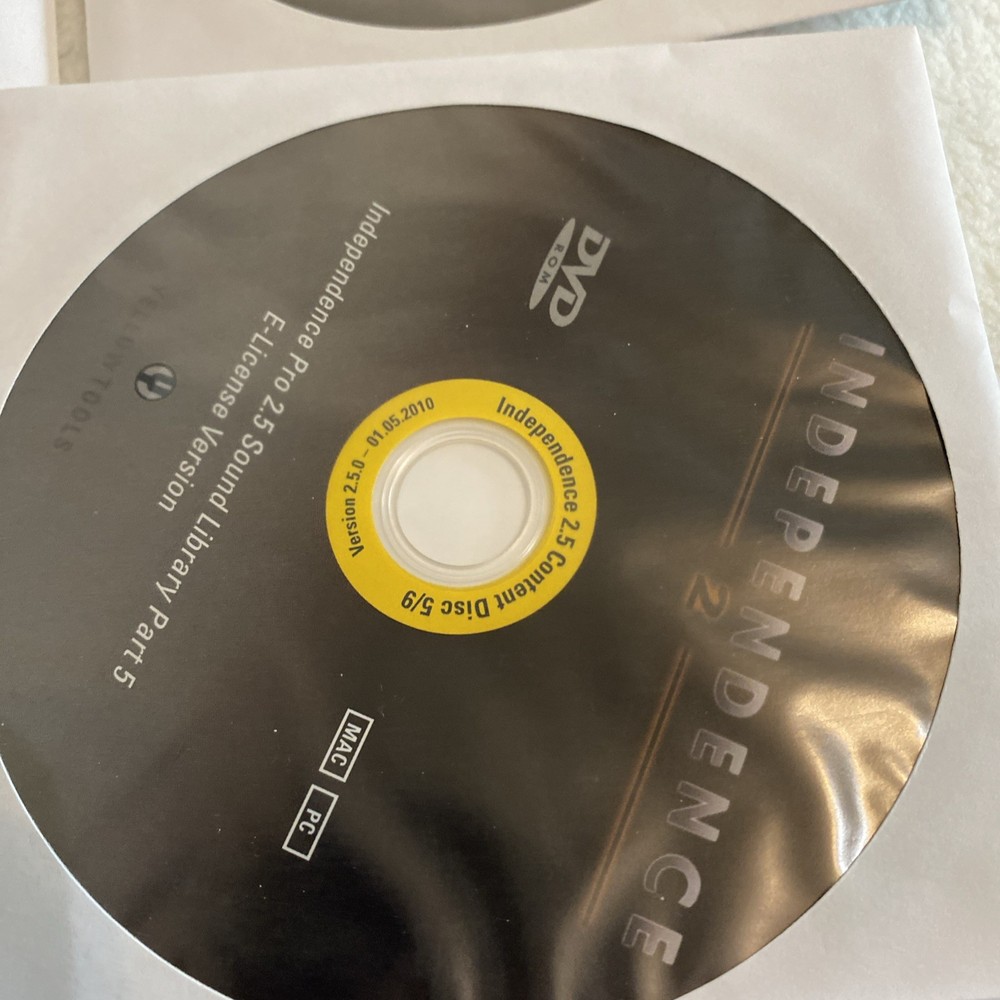 INDEPENDENCE
2
DVD
ROM
Independence 2.5 Content Disc 5/9
Version 2.5.0 – 01.05.2010
MAC PC
Independence Pro 2.5 Sound Library Part 5
E-License Version
YELLOWTOOLS